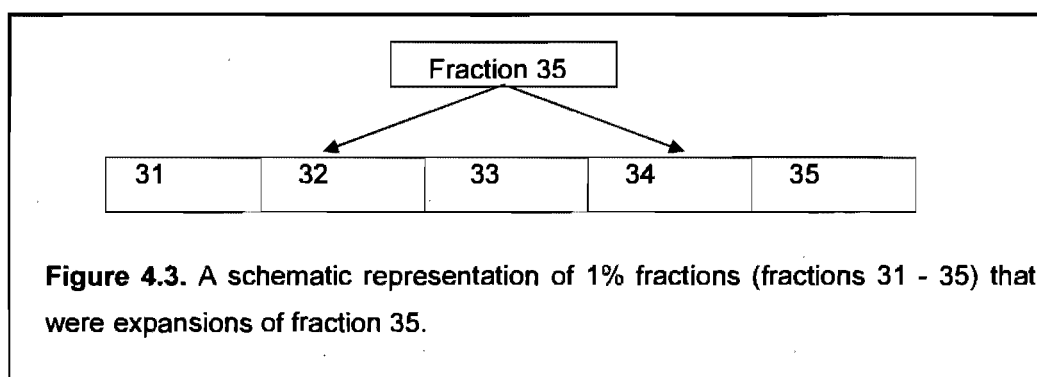 Fraction 35
31 32 33 34 35
Figure 4.3. A schematic representation of 1% fractions (fractions 31 - 35) that
were expansions of fraction 35.